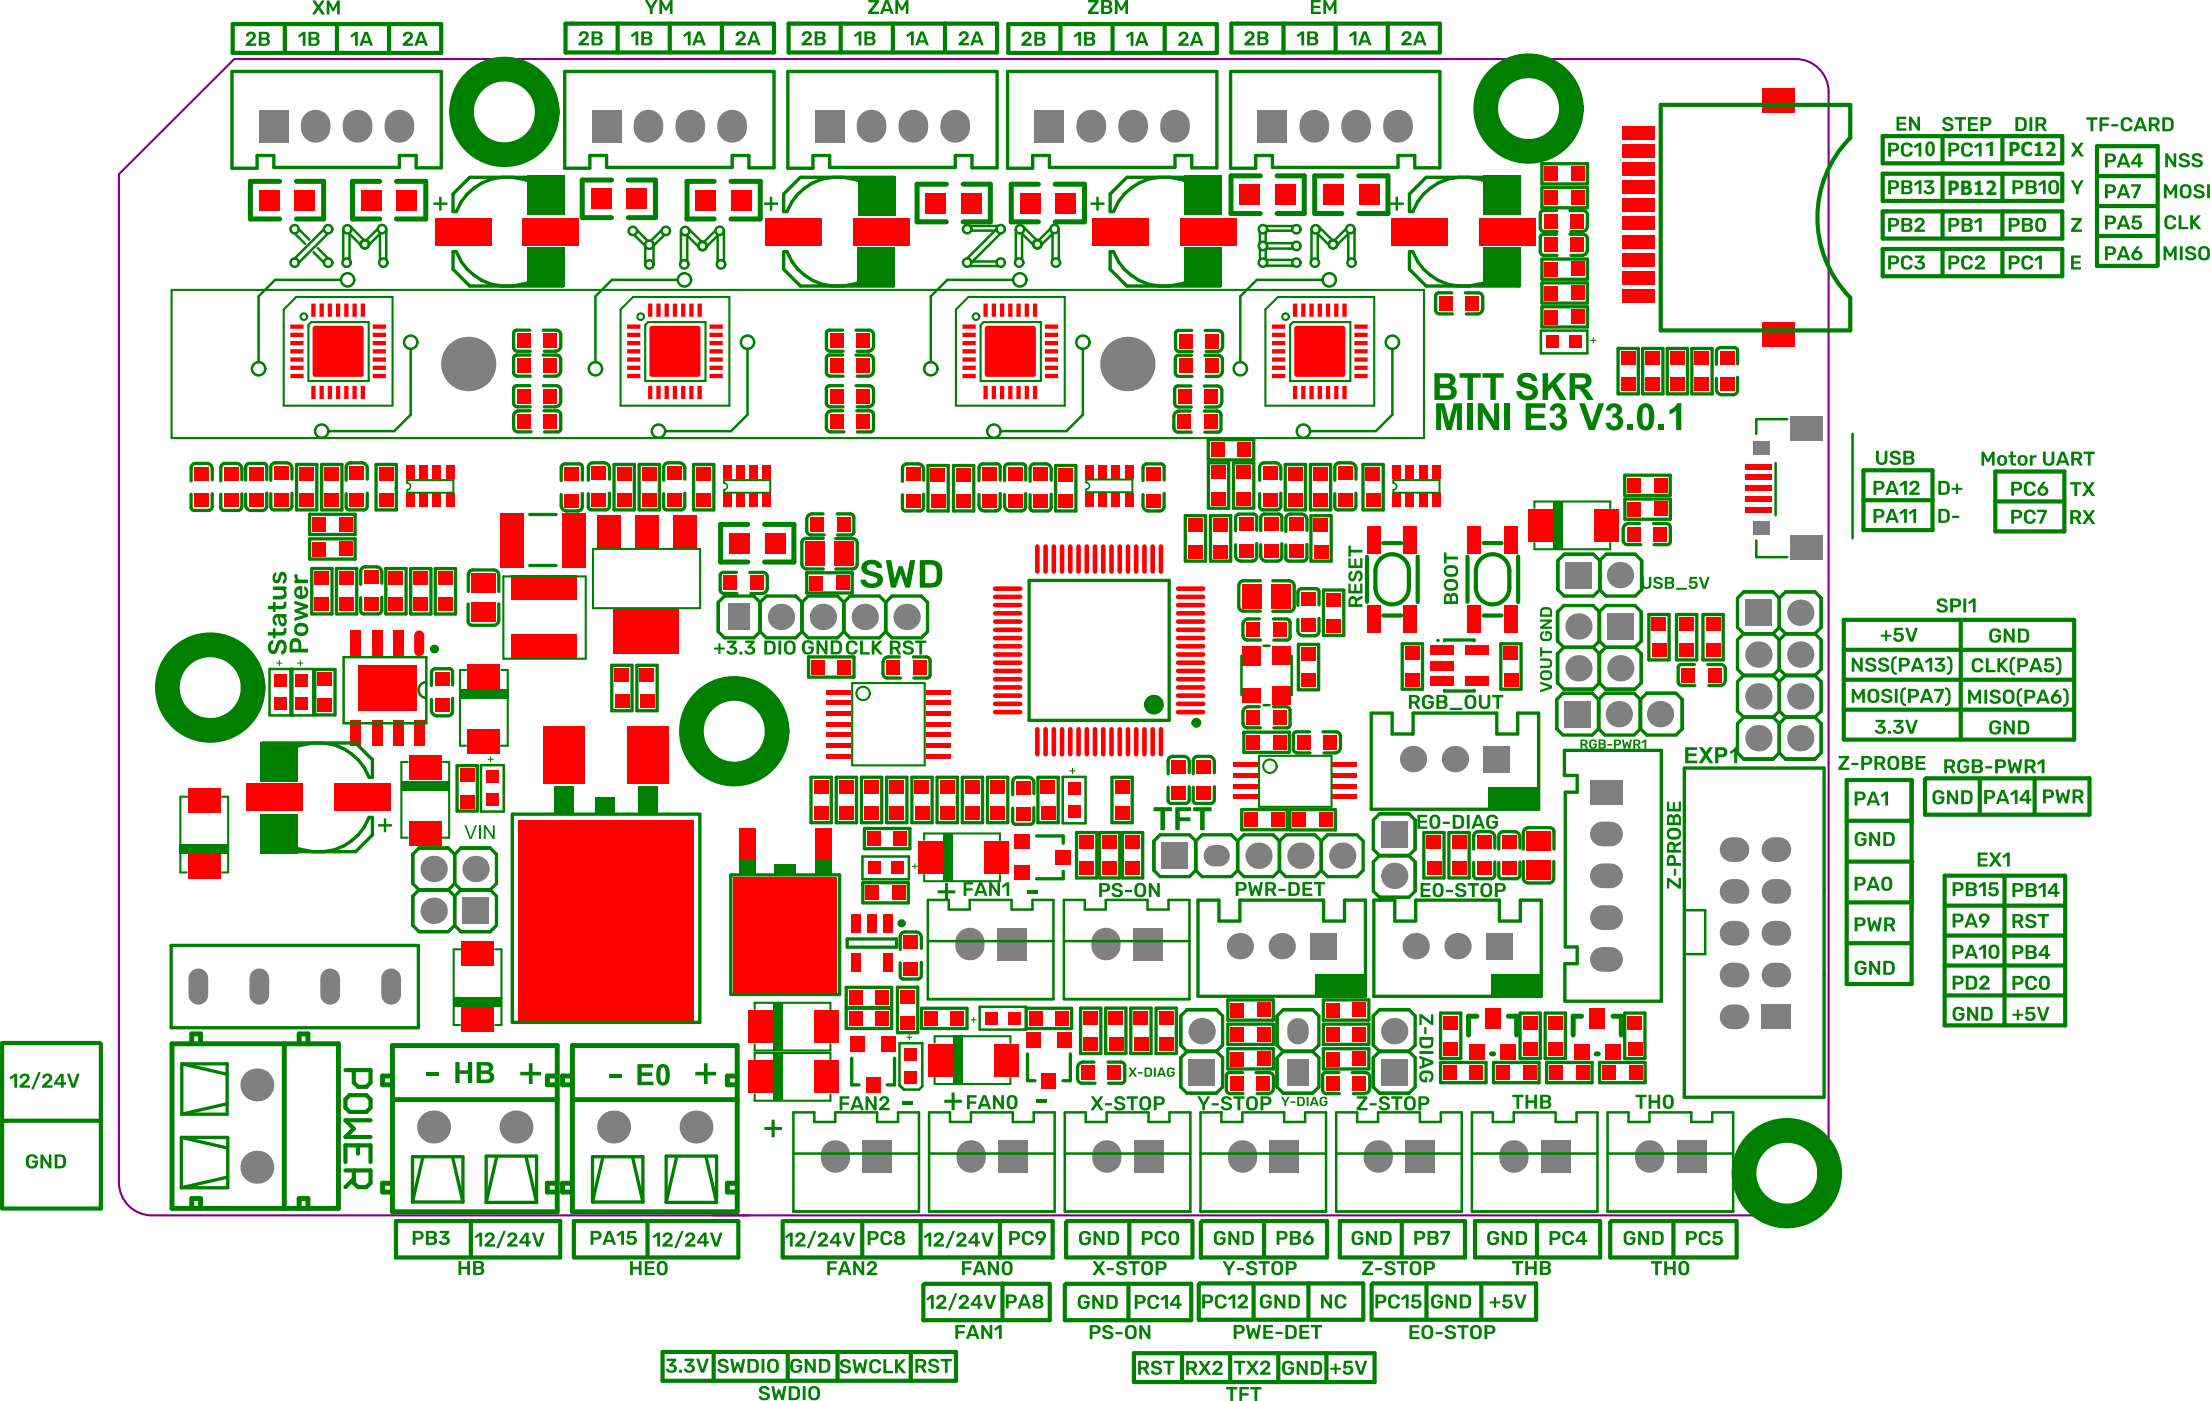 XM YM ZAM ZBM EM
2B 1B 1A 2A 2B 1B 1A 2A 2B 1B 1A 2A 2B 1B 1A 2A 2B 1B 1A 2A
EN STEP DIR TF-CARD
PC10 PC11 PC12 X
PB13 PB12 PB10 Y
PB2 PB1 PB0 Z
PC3 PC2 PC1 E
PA4 NSS
PA7 MOSI
PA5 CLK
PA6 MISO
+ + + +
XM YM ZM EM
+
BTT SKR
MINI E3 V3.0.1
USB
PA12 D+
PA11 D-
Motor UART
PC6 TX
PC7 RX
Status
Power
+ +
SWD
+3.3 DIO GND CLK RST
RESET
BOOT
USB_5V
VOUT GND
RGB_OUT
RGB-PWR1
EXP1
SPI1
+5V GND
NSS(PA13) CLK(PA5)
MOSI(PA7) MISO(PA6)
3.3V GND
Z-PROBE
PA1
GND
PA0
PWR
GND
RGB-PWR1
GND PA14 PWR
EX1
PB15 PB14
PA9 RST
PA10 PB4
PD2 PC0
GND +5V
+
+
+
VIN
TFT
E0-DIAG
Z-PROBE
+
+ FAN1 -
PS-ON
PWR-DET
E0-STOP
12/24V
GND
POWER
- HB +
- E0 +
+
+
X-DIAG
Z-DIAG
FAN2 -
+ FAN0 -
X-STOP
Y-STOP
Y-DIAG
Z-STOP
THB
TH0
+
PB3 12/24V
HB
PA15 12/24V
HE0
12/24V PC8
FAN2
12/24V PC9
FAN0
GND PC0
X-STOP
GND PB6
Y-STOP
GND PB7
Z-STOP
GND PC4
THB
GND PC5
TH0
12/24V PA8
FAN1
GND PC14
PS-ON
PC12 GND NC
PWE-DET
PC15 GND +5V
E0-STOP
3.3V SWDIO GND SWCLK RST
SWDIO
RST RX2 TX2 GND +5V
TFT